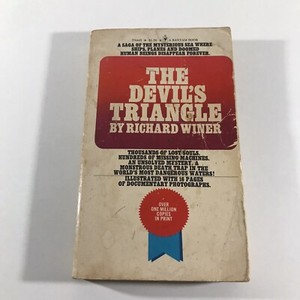 A SAGA OF THE MYSTERIOUS SEA WHERE
SHIPS, PLANES AND DOOMED
HUMAN BEINGS DISAPPEAR FOREVER.
THE
DEVIL'S
TRIANGLE
BY RICHARD WINER
THOUSANDS OF LOST SOULS.
HUNDREDS OF MISSING MACHINES.
AN UNSOLVED MYSTERY. A
MONSTROUS DEATH TRAP IN THE
WORLD'S MOST DANGEROUS WATERS!
ILLUSTRATED WITH 16 PAGES
OF DOCUMENTARY PHOTOGRAPHS.
OVER
ONE MILLION
COPIES
IN PRINT